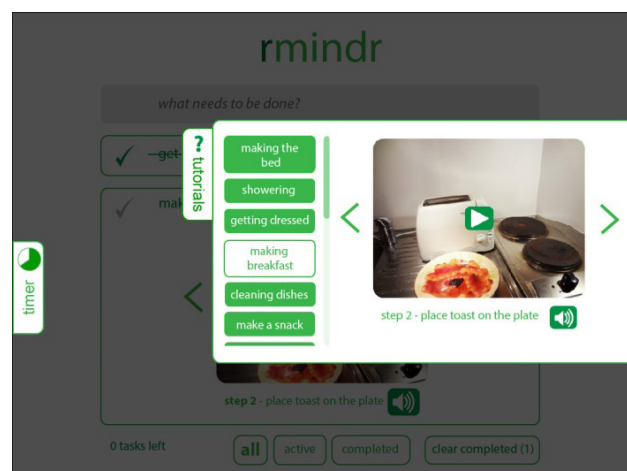 rmindr
what needs to be done?
get
mak
? tutorials
making the
bed
showering
getting dressed
making
breakfast
cleaning dishes
make a snack
step 2 - place toast on the plate
timer
step 2 - place toast on the plate
0 tasks left
all
active
completed
clear completed (1)